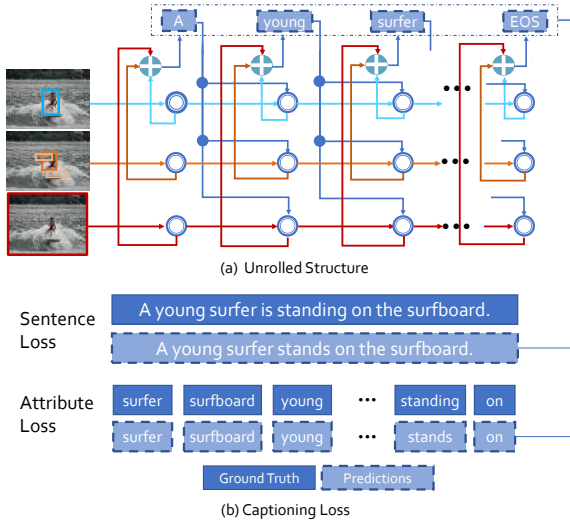 A young surfer EOS
(a) Unrolled Structure
Sentence Loss
A young surfer is standing on the surfboard.
A young surfer stands on the surfboard.
Attribute Loss
surfer surfboard young ••• standing on
surfer surfboard young ••• stands on
Ground Truth Predictions
(b) Captioning Loss